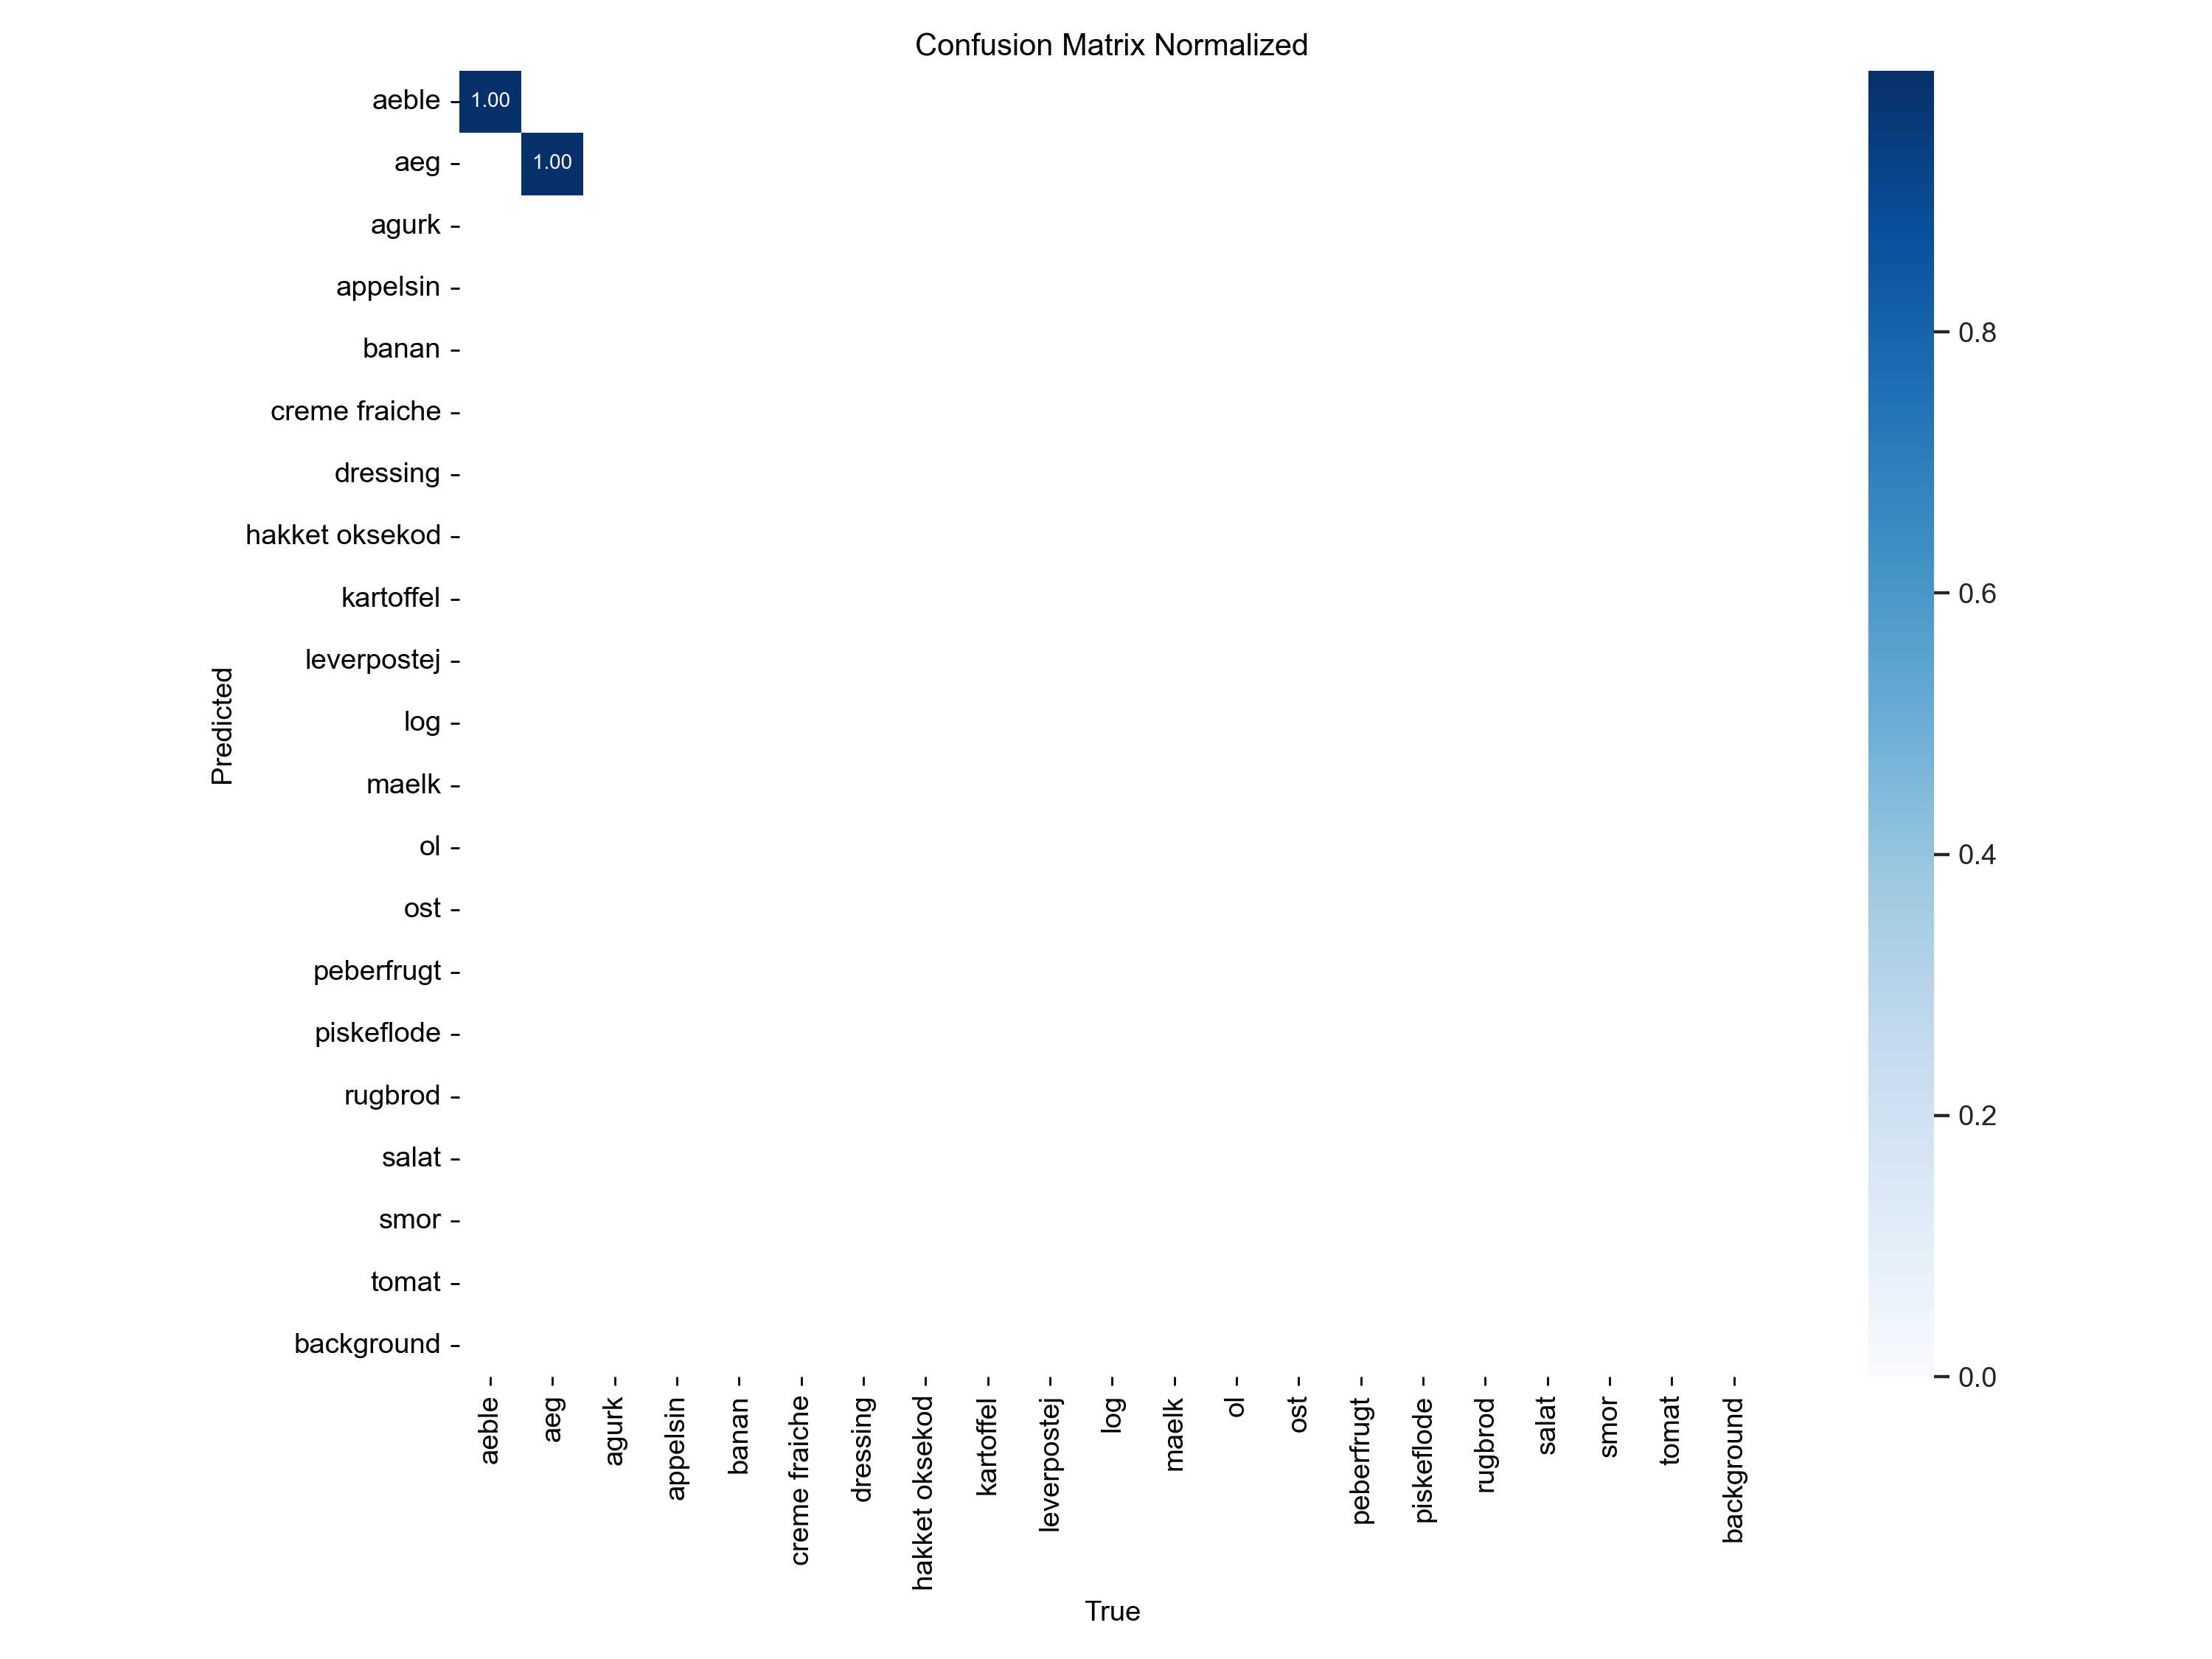 Confusion Matrix Normalized
aeble
1.00
aeg
1.00
agurk
appelsin
banan
creme fraiche
dressing
hakket oksekod
kartoffel
leverpostej
log
maelk
ol
ost
peberfrugt
piskeflode
rugbrod
salat
smor
tomat
background
Predicted
aeble
aeg
agurk
appelsin
banan
creme fraiche
dressing
hakket oksekod
kartoffel
leverpostej
log
maelk
ol
ost
peberfrugt
piskeflode
rugbrod
salat
smor
tomat
background
True
0.8
0.6
0.4
0.2
0.0